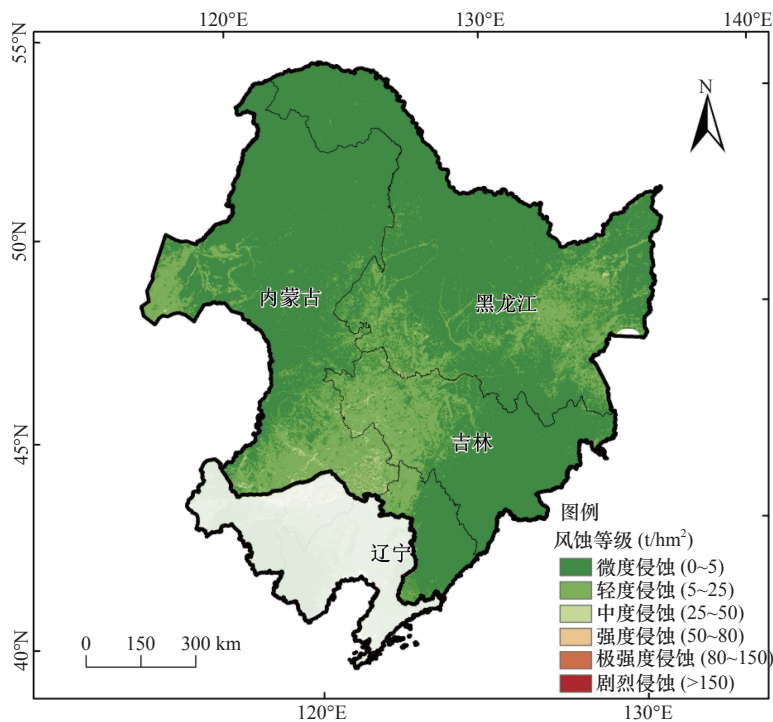 120°E
130°E
140°E
55°N
N
50°N
内蒙古
黑龙江
45°N
吉林
图例
风蚀等级 (t/hm²)
辽宁
微度侵蚀 (0~5)
轻度侵蚀 (5~25)
中度侵蚀 (25~50)
0 150 300 km
强度侵蚀 (50~80)
40°N
极强度侵蚀 (80~150)
剧烈侵蚀 (>150)
120°E
130°E